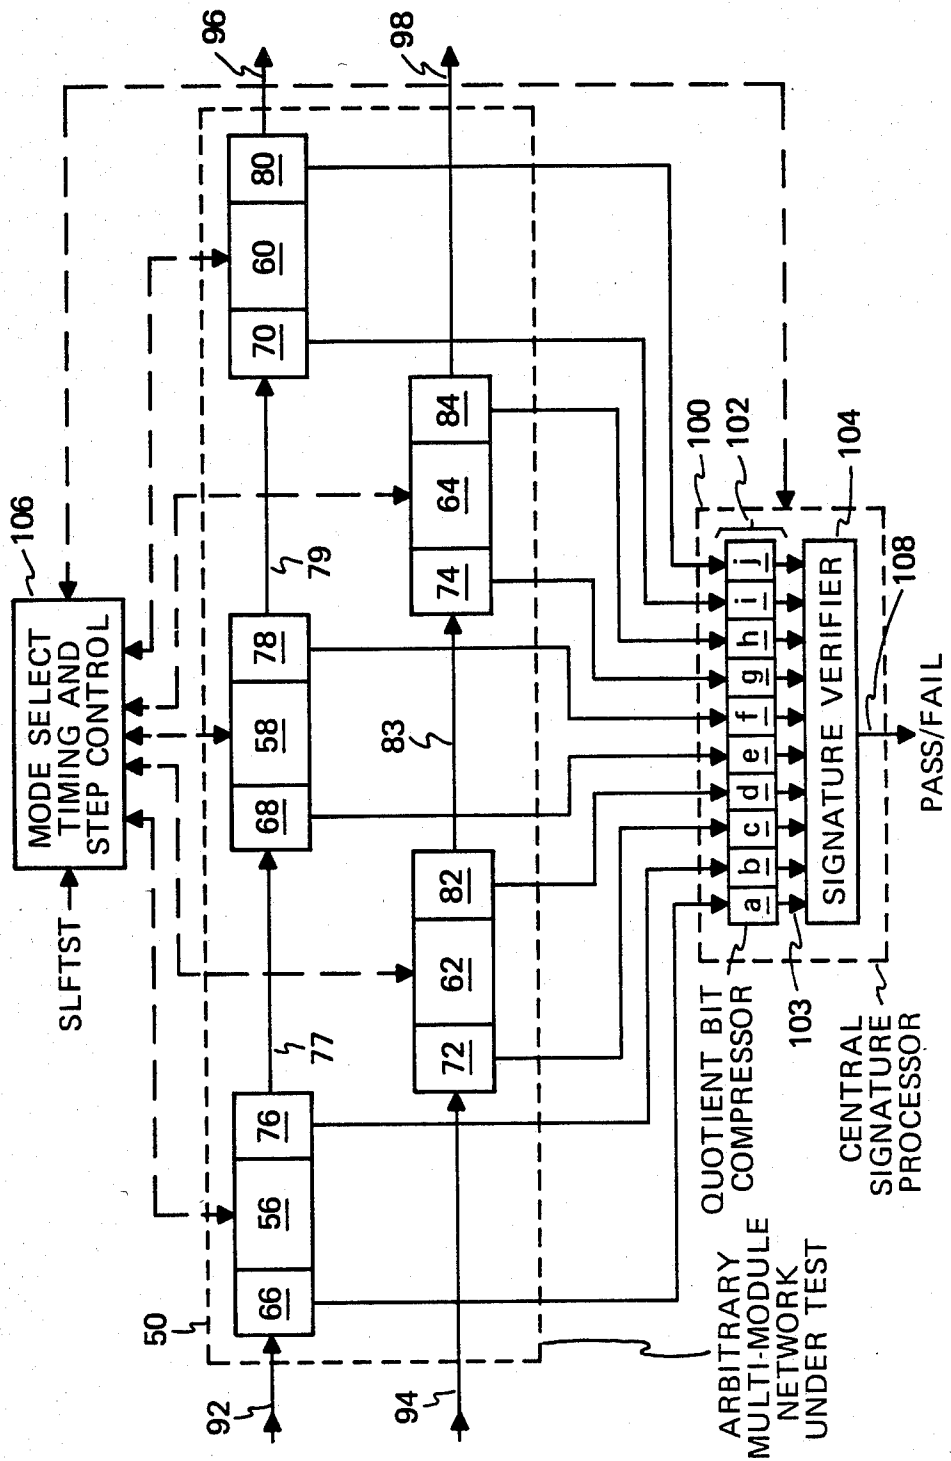 SLFTST
MODE SELECT
TIMING AND
STEP CONTROL
106
50
92
66
56
76
77
68
58
78
79
70
60
80
96
94
72
62
82
83
74
64
84
98
ARBITRARY
MULTI-MODULE
NETWORK
UNDER TEST
QUOTIENT BIT
COMPRESSOR
a b c d e f g h i j
100
102
103
SIGNATURE VERIFIER
104
CENTRAL
SIGNATURE
PROCESSOR
108
PASS/FAIL